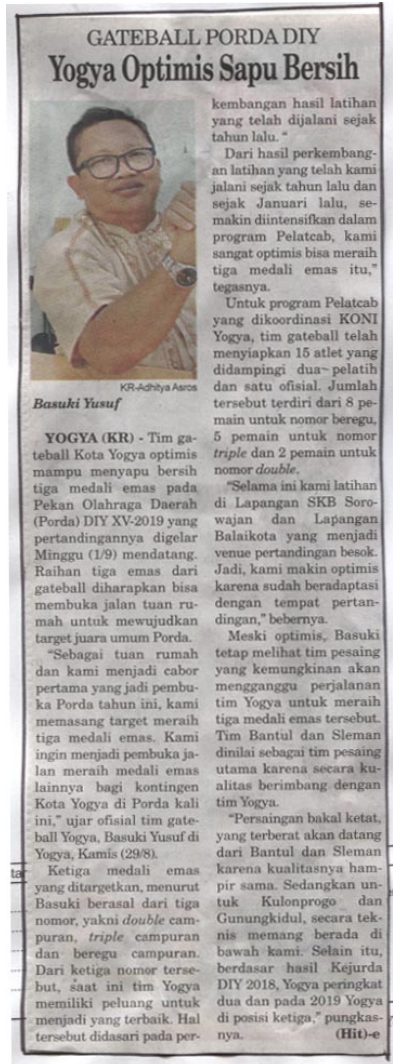 GATEBALL PORDA DIY
Yogya Optimis Sapu Bersih
KR-Adhitya Asros
Basuki Yusuf
YOGYA (KR) - Tim ga-
teball Kota Yogya optimis
mampu menyapu bersih
tiga medali emas pada
Pekan Olahraga Daerah
(Porda) DIY XV-2019 yang
pertandingannya digelar
Minggu (1/9) mendatang.
Raihan tiga emas dari
gateball diharapkan bisa
membuka jalan tuan ru-
mah untuk mewujudkan
target juara umum Porda.
"Sebagai tuan rumah
dan kami menjadi cabor
pertama yang jadi pembu-
ka Porda tahun ini, kami
memasang target meraih
tiga medali emas. Kami
ingin menjadi pembuka ja-
lan meraih medali emas
lainnya bagi kontingen
Kota Yogya di Porda kali
ini," ujar ofisial tim gate-
ball Yogya, Basuki Yusuf di
Yogya, Kamis (29/8).
Ketiga medali emas
yang ditargetkan, menurut
Basuki berasal dari tiga
nomor, yakni double cam-
puran, triple campuran
dan beregu campuran.
Dari ketiga nomor terse-
but, saat ini tim Yogya
memiliki peluang untuk
menjadi yang terbaik. Hal
tersebut didasari pada per-
kembangan hasil latihan
yang telah dijalani sejak
tahun lalu. "
Dari hasil perkembang-
an latihan yang telah kami
jalani sejak tahun lalu dan
sejak Januari lalu, se-
makin diintensifkan dalam
program Pelatcab, kami
sangat optimis bisa meraih
tiga medali emas itu,"
tegasnya.
Untuk program Pelatcab
yang dikoordinasi KONI
Yogya, tim gateball telah
menyiapkan 15 atlet yang
didampingi dua pelatih
dan satu ofisial. Jumlah
tersebut terdiri dari 8 pe-
main untuk nomor beregu,
5 pemain untuk nomor
triple dan 2 pemain untuk
nomor double.
"Selama ini kami latihan
di Lapangan SKB Soro-
wajan dan Lapangan
Balaikota yang menjadi
venue pertandingan besok.
Jadi, kami makin optimis
karena sudah beradaptasi
dengan tempat pertan-
dingan," bebernya.
Meski optimis, Basuki
tetap melihat tim pesaing
yang kemungkinan akan
mengganggu perjalanan
tim Yogya untuk meraih
tiga medali emas tersebut.
Tim Bantul dan Sleman
dinilai sebagai tim pesaing
utama karena secara ku-
alitas berimbang dengan
tim Yogya.
"Persaingan bakal ketat,
yang terberat akan datang
dari Bantul dan Sleman
karena kualitasnya ham-
pir sama. Sedangkan un-
tuk Kulonprogo dan
Gunungkidul, secara tek-
nis memang berada di
bawah kami. Selain itu,
berdasar hasil Kejurda
DIY 2018, Yogya peringkat
dua dan pada 2019 Yogya
di posisi ketiga," pungkas-
nya. (Hit)-e